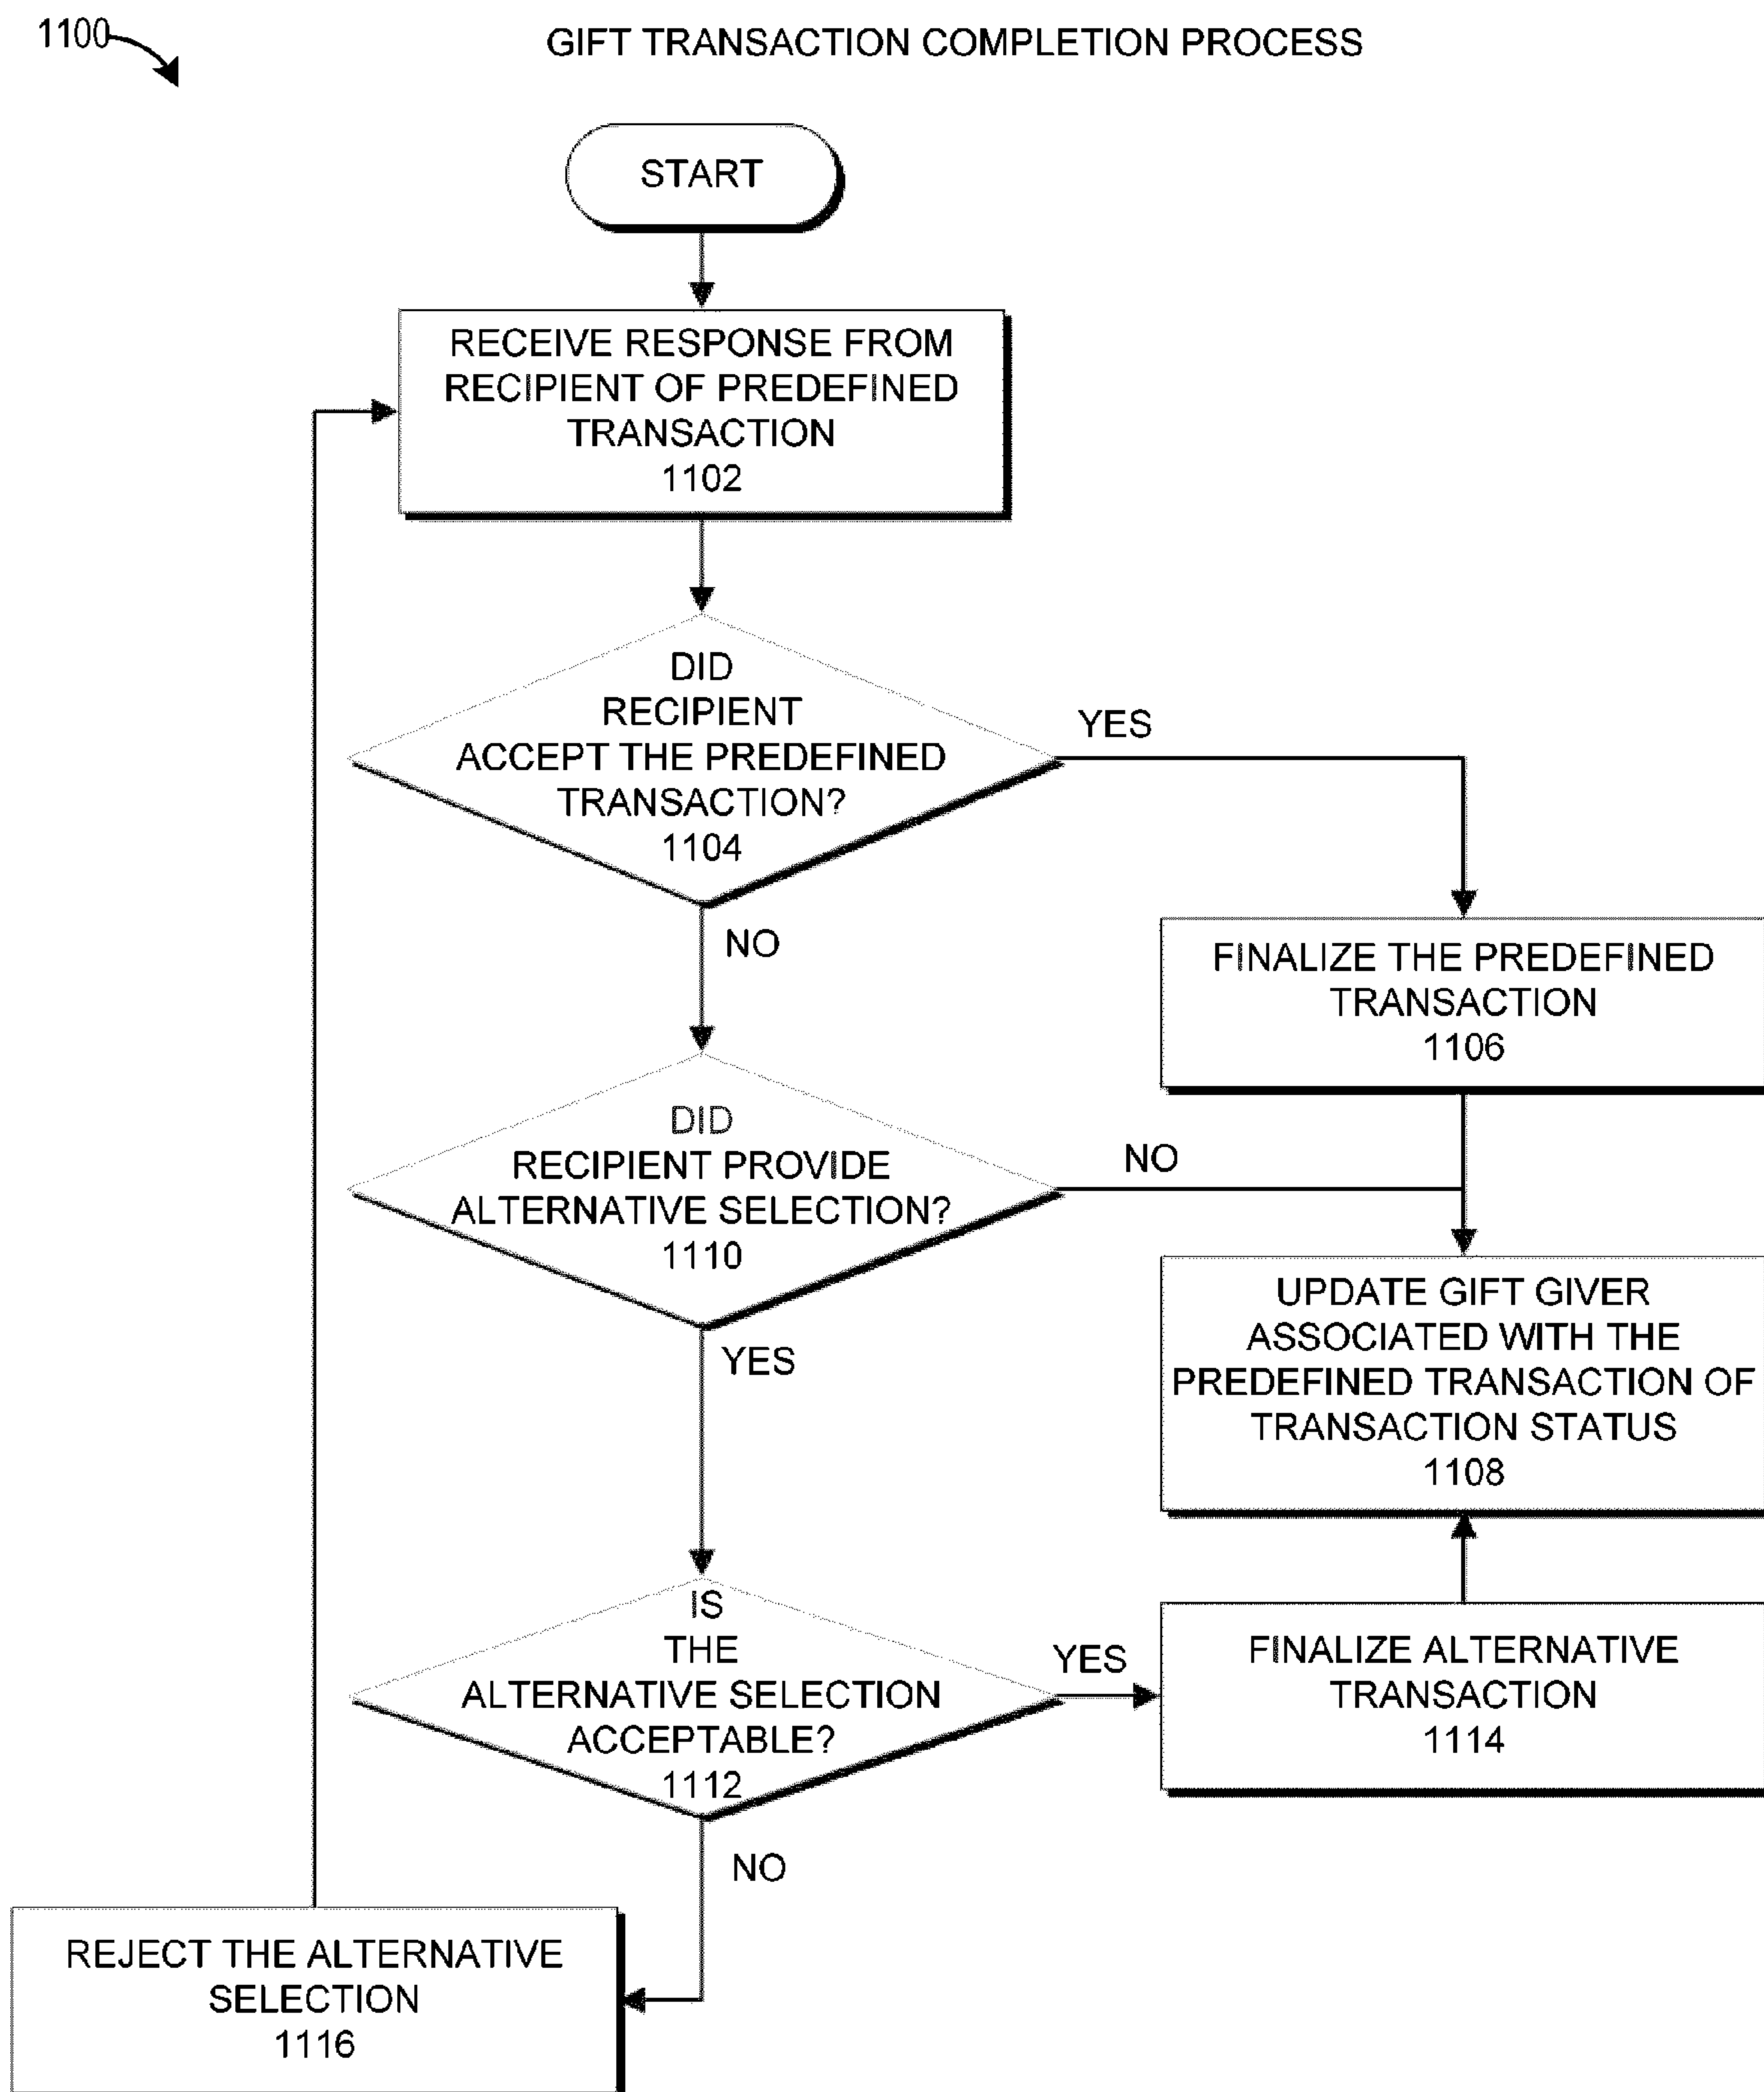 1100
GIFT TRANSACTION COMPLETION PROCESS
START
RECEIVE RESPONSE FROM
RECIPIENT OF PREDEFINED
TRANSACTION
1102
DID
RECIPIENT
ACCEPT THE PREDEFINED
TRANSACTION?
1104
YES
NO
FINALIZE THE PREDEFINED
TRANSACTION
1106
DID
RECIPIENT PROVIDE
ALTERNATIVE SELECTION?
1110
NO
YES
UPDATE GIFT GIVER
ASSOCIATED WITH THE
PREDEFINED TRANSACTION OF
TRANSACTION STATUS
1108
IS
THE
ALTERNATIVE SELECTION
ACCEPTABLE?
1112
YES
NO
FINALIZE ALTERNATIVE
TRANSACTION
1114
REJECT THE ALTERNATIVE
SELECTION
1116